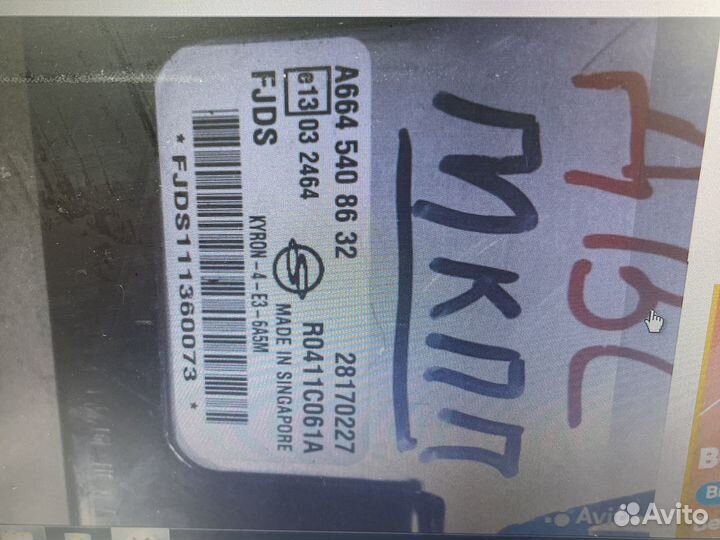 A664 540 86 32
28170227
e13 03 2464
R0411C061A
FJDS
MADE IN SINGAPORE
KYRON-4-E3-6A5M
* FJDS111360073 *
МКПП
Avito
Avito